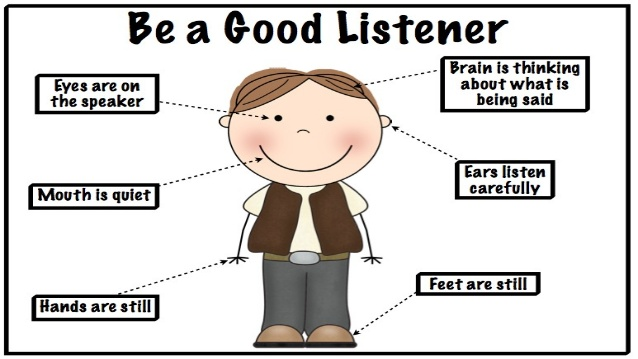 Be a Good Listener
Eyes are on
the speaker
Brain is thinking
about what is
being said
Mouth is quiet
Ears listen
carefully
Hands are still
Feet are still